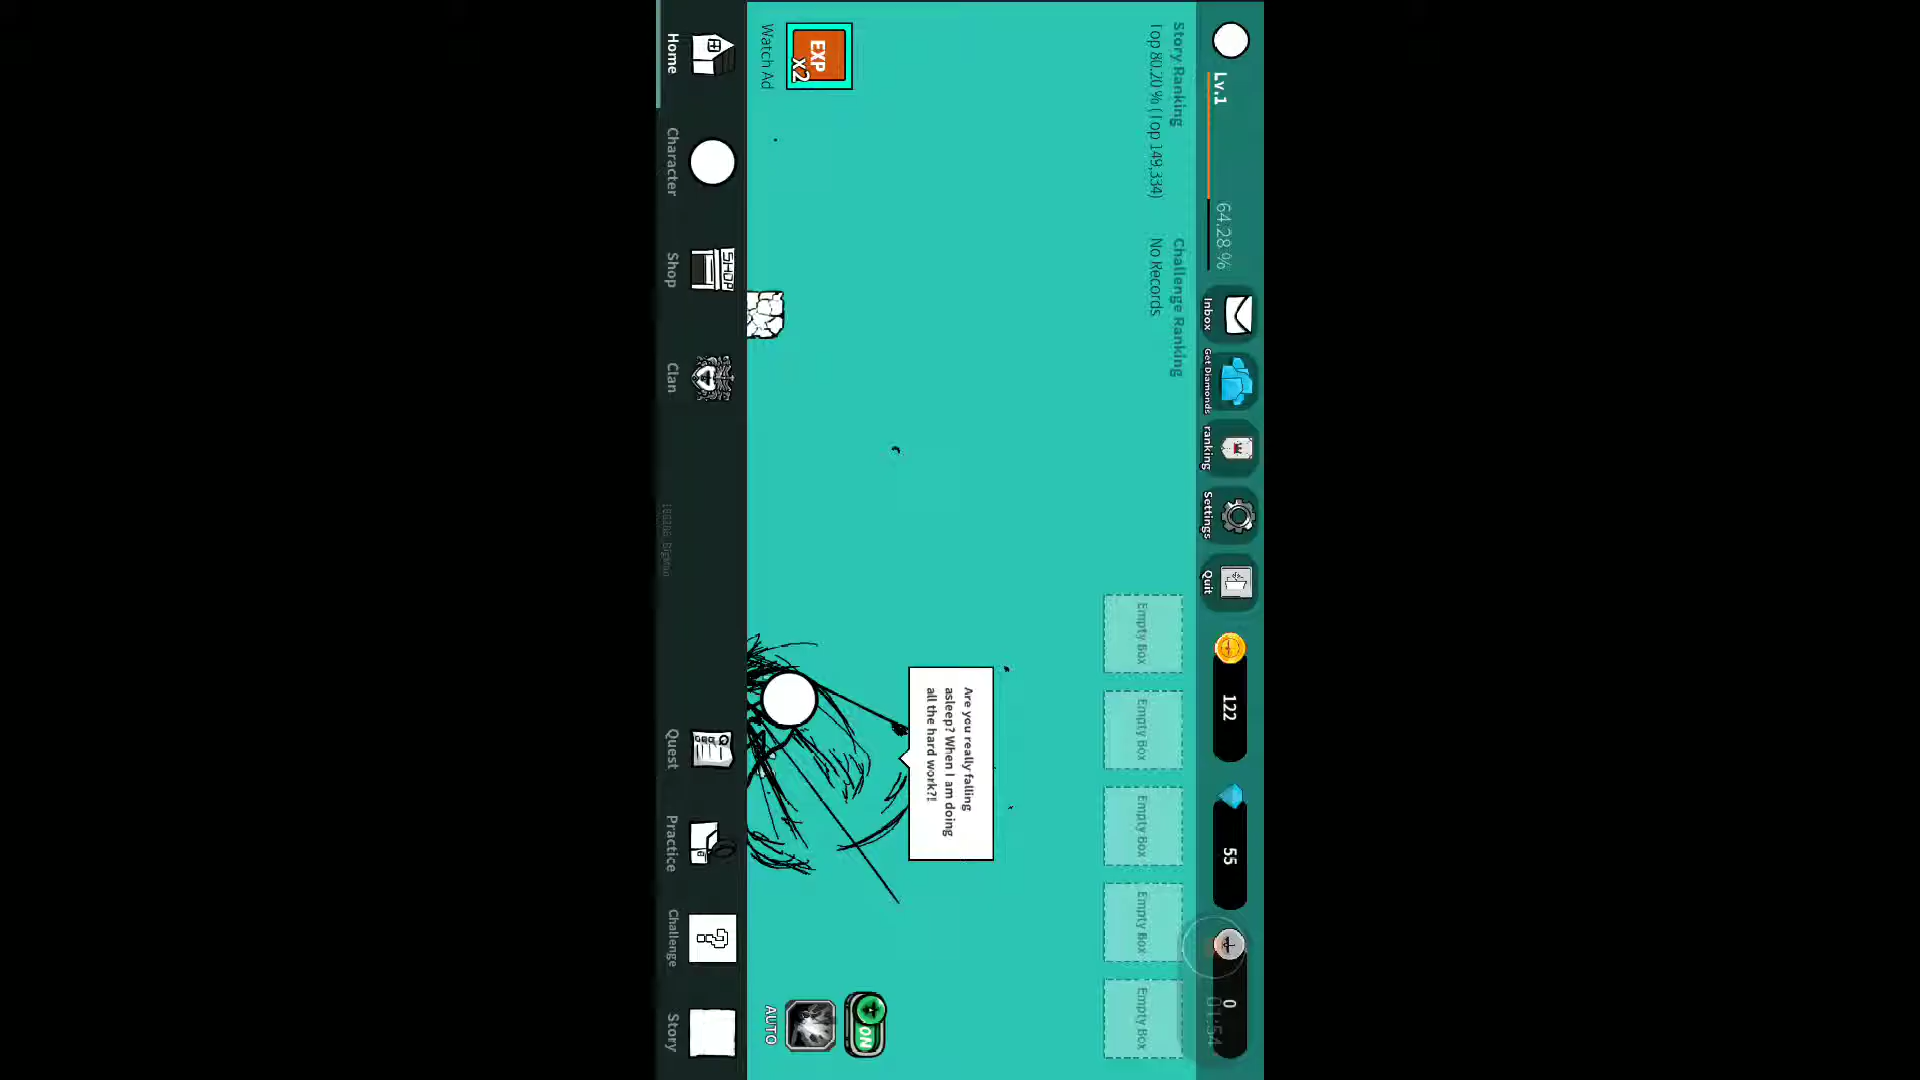 Lv.1
64.28 %
Inbox
Get Diamonds
ranking
Settings
Quit
122
55
0
01:54
Story Ranking
Top 80.20 % (Top 149,334)
Challenge Ranking
No Records
Empty Box
Empty Box
Empty Box
Empty Box
Empty Box
Are you really falling
asleep? When I am doing
all the hard work?!
EXP
x2
Watch Ad
ON
AUTO
SHOP
Home
Character
Shop
Clan
Quest
Practice
Challenge
Story